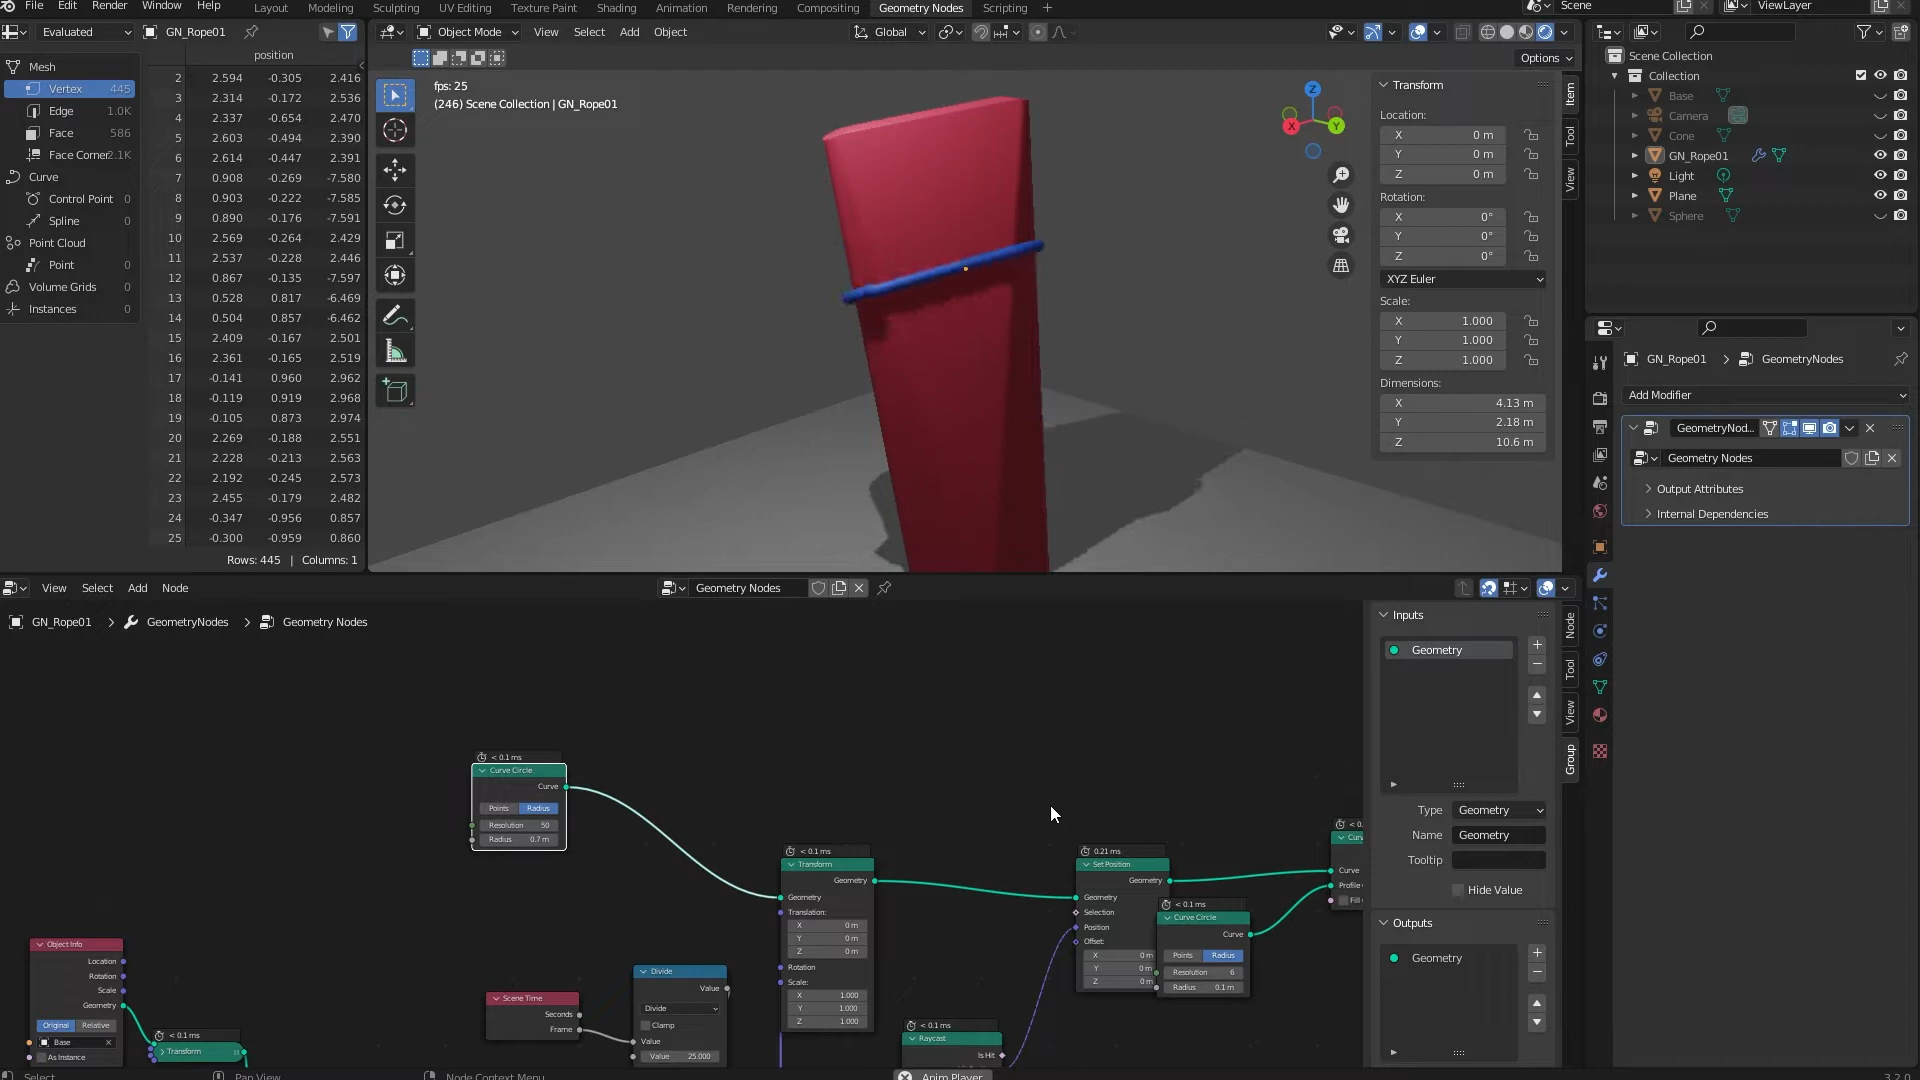 File Edit Render Window Help Layout Modeling Sculpting UV Editing Texture Paint Shading Animation Rendering Compositing Geometry Nodes Scripting + Scene ViewLayer
Evaluated GN_Rope01 Object Mode View Select Add Object Global
Options
position
Mesh
Vertex 445
Edge 1.0K
Face 586
Face Corner 2.1K
Curve
Control Point 0
Spline 0
Point Cloud
Point 0
Volume Grids 0
Instances 0
2 2.594 -0.305 2.416
3 2.314 -0.172 2.536
4 2.337 -0.654 2.470
5 2.603 -0.494 2.390
6 2.614 -0.447 2.391
7 0.908 -0.269 -7.580
8 0.903 -0.222 -7.585
9 0.890 -0.176 -7.591
10 2.569 -0.264 2.429
11 2.537 -0.228 2.446
12 0.867 -0.135 -7.597
13 0.528 0.817 -6.469
14 0.504 0.857 -6.462
15 2.409 -0.167 2.501
16 2.361 -0.165 2.519
17 -0.141 0.960 2.962
18 -0.119 0.919 2.968
19 -0.105 0.873 2.974
20 2.269 -0.188 2.551
21 2.228 -0.213 2.563
22 2.192 -0.245 2.573
23 2.455 -0.179 2.482
24 -0.347 -0.956 0.857
25 -0.300 -0.959 0.860
Rows: 445 | Columns: 1
fps: 25
(246) Scene Collection | GN_Rope01
Z
X
Y
Transform
Location:
X 0 m
Y 0 m
Z 0 m
Rotation:
X 0°
Y 0°
Z 0°
XYZ Euler
Scale:
X 1.000
Y 1.000
Z 1.000
Dimensions:
X 4.13 m
Y 2.18 m
Z 10.6 m
Item
Tool
View
Scene Collection
Collection
Base
Camera
Cone
GN_Rope01
Light
Plane
Sphere
GN_Rope01 > GeometryNodes
Add Modifier
GeometryNod...
Geometry Nodes
Output Attributes
Internal Dependencies
View Select Add Node Geometry Nodes
GN_Rope01 > GeometryNodes > Geometry Nodes
< 0.1 ms
Curve Circle
Curve
Points Radius
Resolution 50
Radius 0.7 m
Object Info
Location
Rotation
Scale
Geometry
Original Relative
Base
As Instance
< 0.1 ms
Transform
Scene Time
Seconds
Frame
Divide
Value
Divide
Clamp
Value
Value 25.000
< 0.1 ms
Transform
Geometry
Geometry
Translation:
X 0 m
Y 0 m
Z 0 m
Rotation
Scale:
X 1.000
Y 1.000
Z 1.000
< 0.1 ms
Raycast
Is Hit
0.21 ms
Set Position
Geometry
Geometry
Selection
Position
Offset:
X 0 m
Y 0 m
Z 0 m
< 0.1 ms
Curve Circle
Curve
Points Radius
Resolution 6
Radius 0.1 m
< 0.
Curv
Curve
Profile
Fill
Inputs
Geometry
Type Geometry
Name Geometry
Tooltip
Hide Value
Outputs
Geometry
Node
Tool
View
Group
Select Pan View Node Context Menu Anim Player 3.2.0